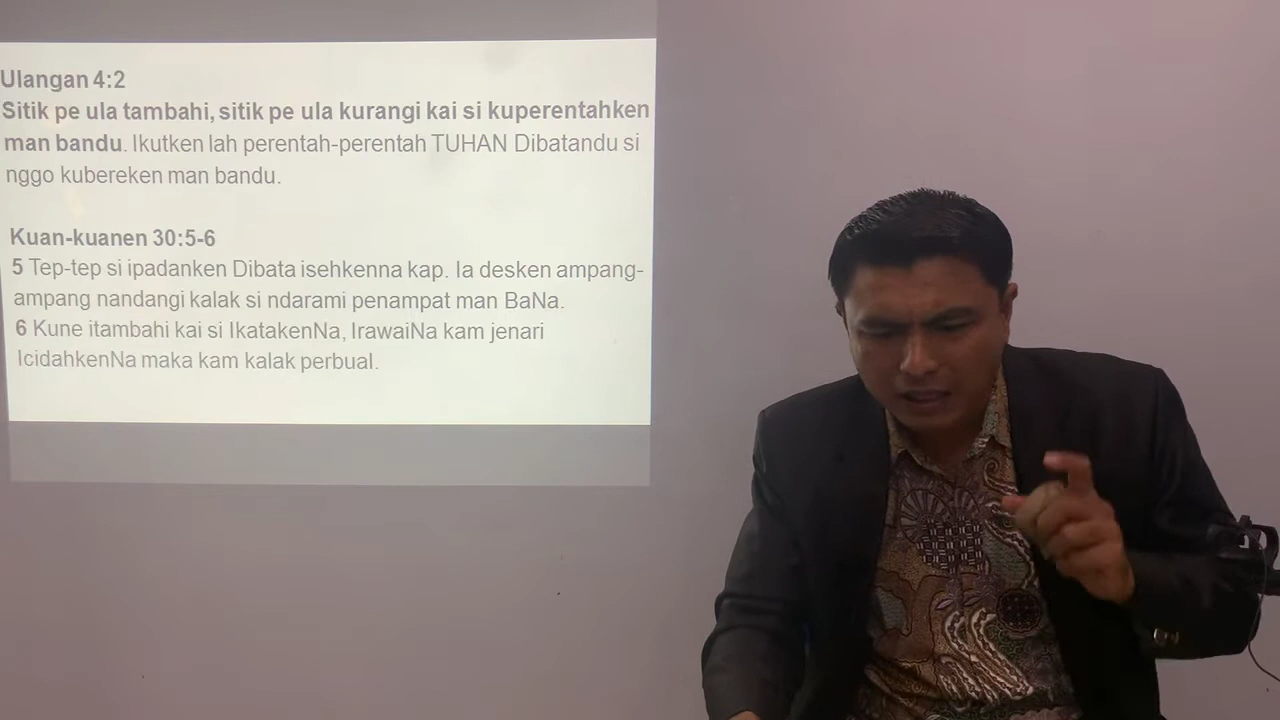 Ulangan 4:2
Sitik pe ula tambahi, sitik pe ula kurangi kai si kuperentahken
man bandu. Ikutken lah perentah-perentah TUHAN Dibatandu si
nggo kubereken man bandu.
Kuan-kuanen 30:5-6
5 Tep-tep si ipadanken Dibata isehkenna kap. Ia desken ampang-
ampang nandangi kalak si ndarami penampat man BaNa.
6 Kune itambahi kai si IkatakenNa, IrawaiNa kam jenari
IcidahkenNa maka kam kalak perbual.